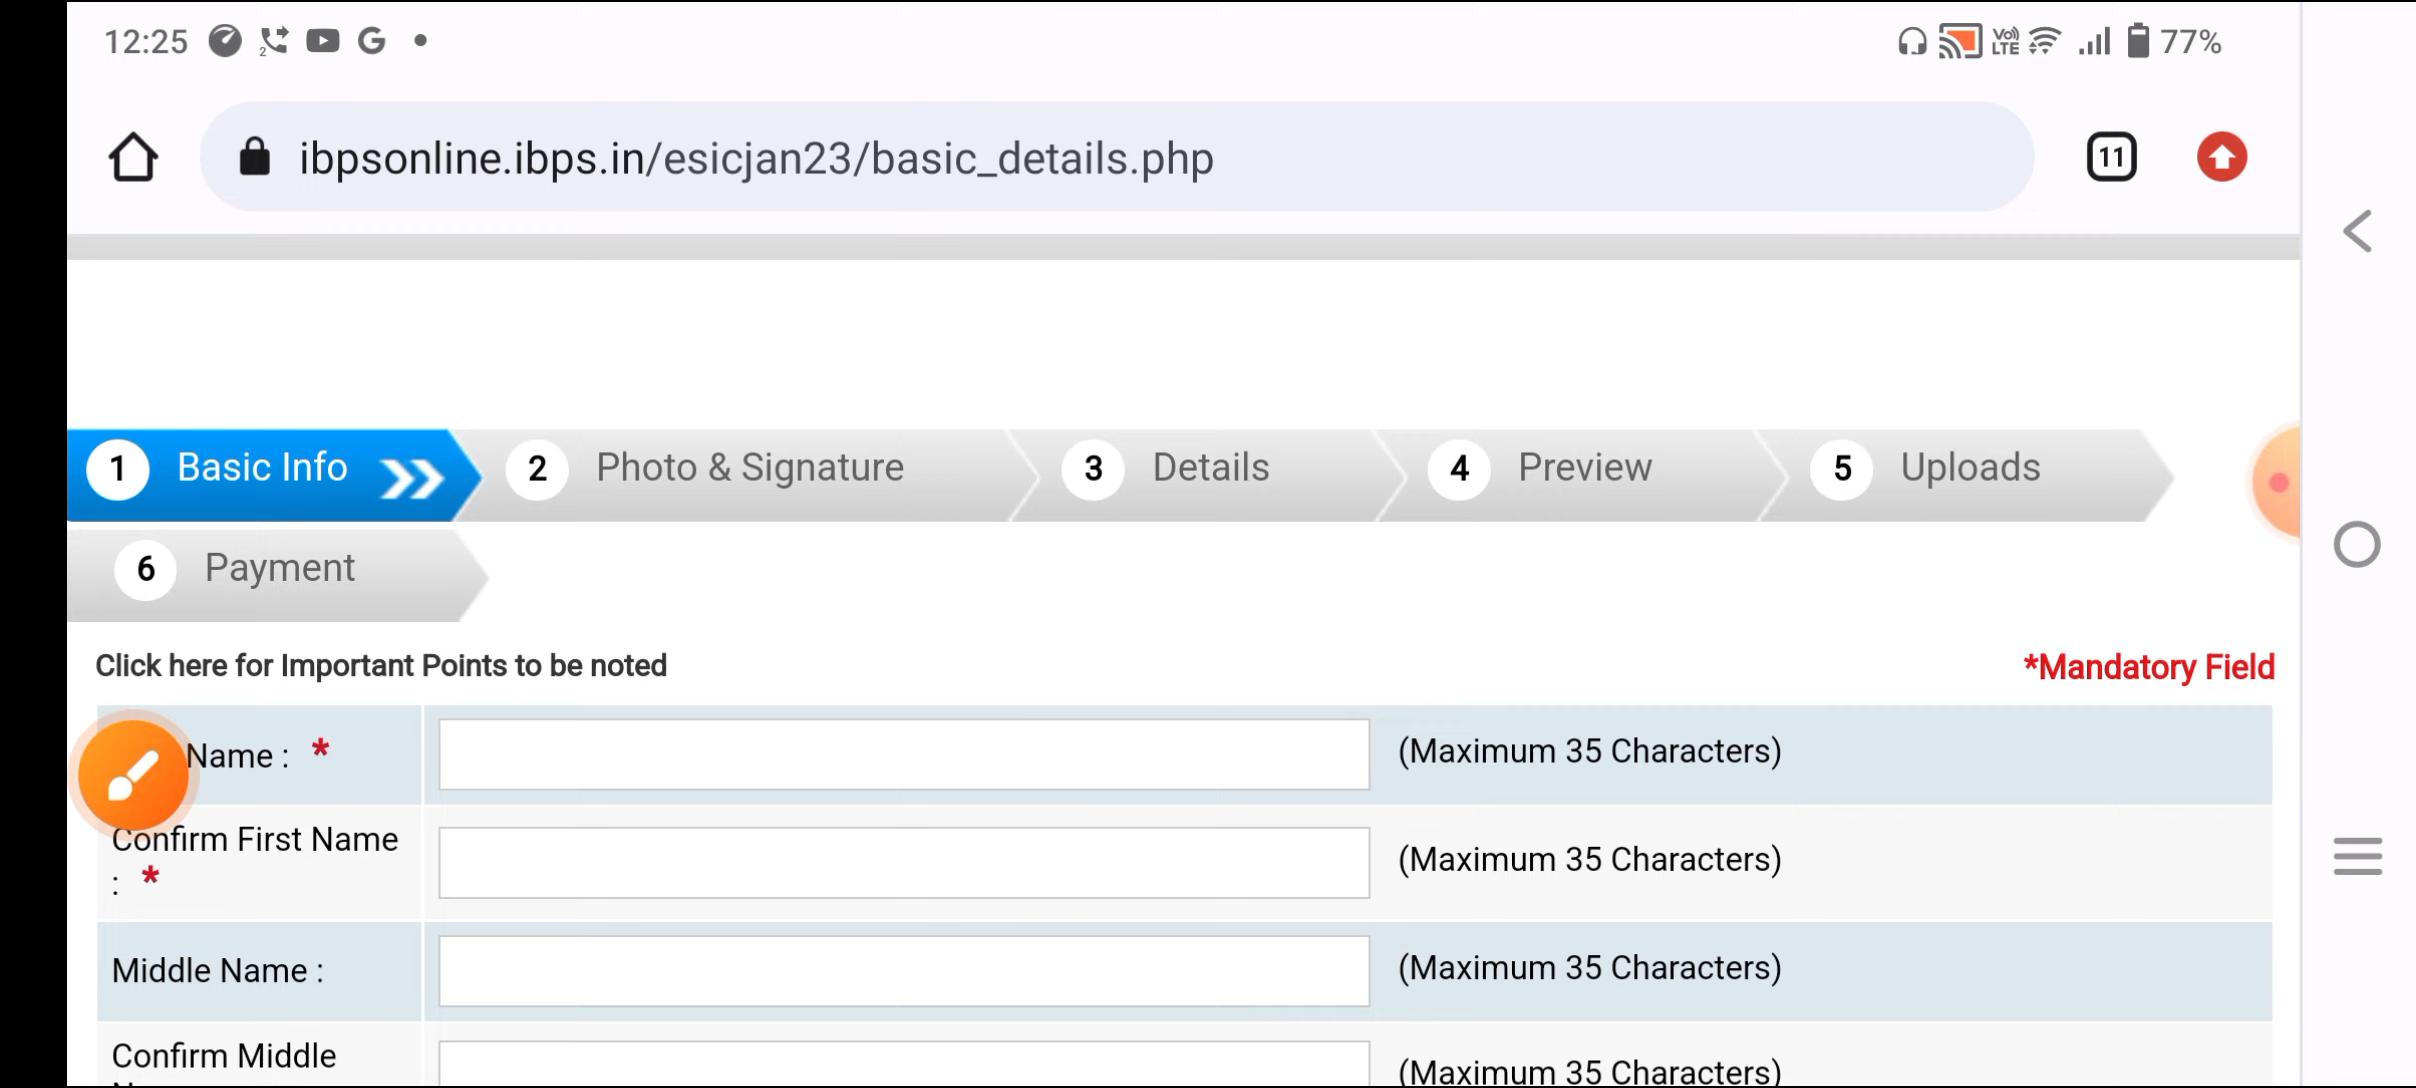 12:25 2 G 77%
ibpsonline.ibps.in/esicjan23/basic_details.php 11
1 Basic Info 2 Photo & Signature 3 Details 4 Preview 5 Uploads
6 Payment
Click here for Important Points to be noted *Mandatory Field
Name : * (Maximum 35 Characters)
Confirm First Name
: * (Maximum 35 Characters)
Middle Name : (Maximum 35 Characters)
Confirm Middle (Maximum 35 Characters)